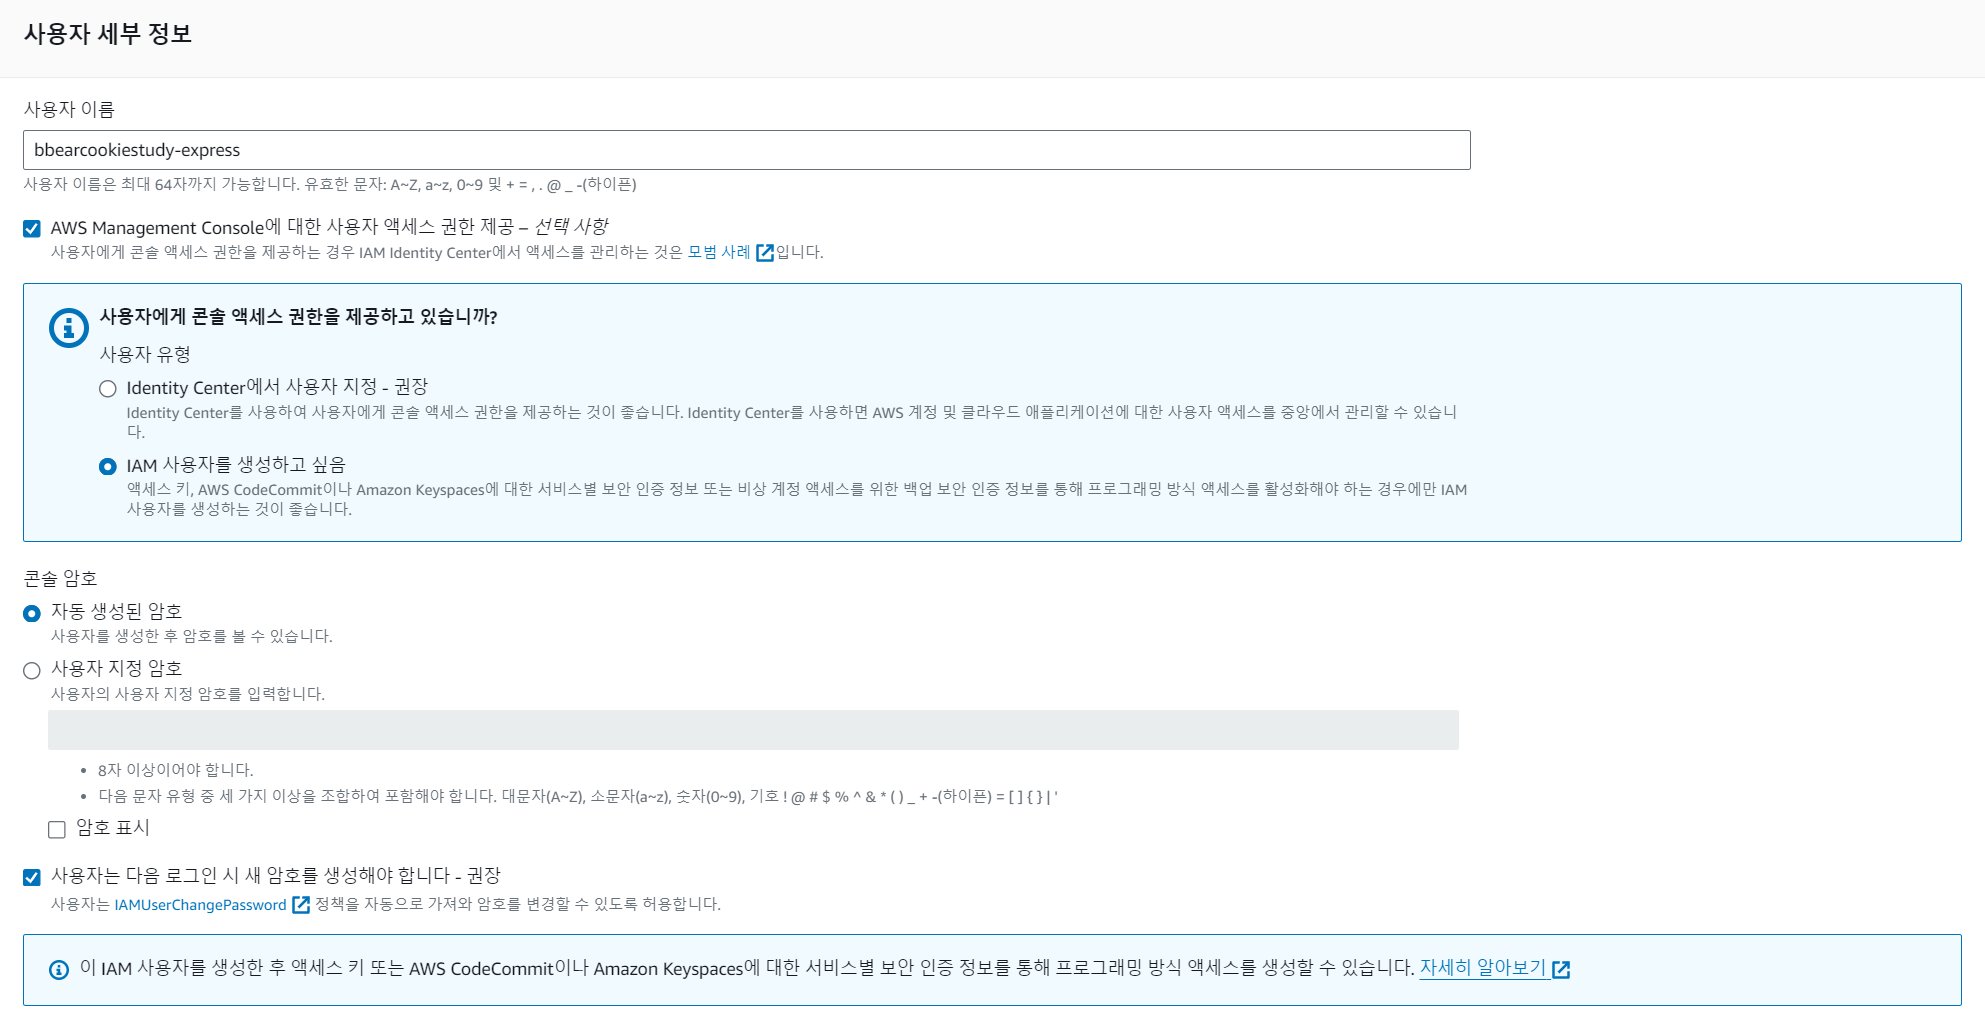 사용자 세부 정보
사용자 이름
bbearcookiestudy-express
사용자 이름은 최대 64자까지 가능합니다. 유효한 문자: A~Z, a~z, 0~9 및 + = , . @ _ -(하이픈)
AWS Management Console에 대한 사용자 액세스 권한 제공 – 선택 사항
사용자에게 콘솔 액세스 권한을 제공하는 경우 IAM Identity Center에서 액세스를 관리하는 것은 모범 사례 입니다.
사용자에게 콘솔 액세스 권한을 제공하고 있습니까?
사용자 유형
Identity Center에서 사용자 지정 - 권장
Identity Center를 사용하여 사용자에게 콘솔 액세스 권한을 제공하는 것이 좋습니다. Identity Center를 사용하면 AWS 계정 및 클라우드 애플리케이션에 대한 사용자 액세스를 중앙에서 관리할 수 있습니
다.
IAM 사용자를 생성하고 싶음
액세스 키, AWS CodeCommit이나 Amazon Keyspaces에 대한 서비스별 보안 인증 정보 또는 비상 계정 액세스를 위한 백업 보안 인증 정보를 통해 프로그래밍 방식 액세스를 활성화해야 하는 경우에만 IAM
사용자를 생성하는 것이 좋습니다.
콘솔 암호
자동 생성된 암호
사용자를 생성한 후 암호를 볼 수 있습니다.
사용자 지정 암호
사용자의 사용자 지정 암호를 입력합니다.
• 8자 이상이어야 합니다.
• 다음 문자 유형 중 세 가지 이상을 조합하여 포함해야 합니다. 대문자(A~Z), 소문자(a~z), 숫자(0~9), 기호 ! @ # $ % ^ & * ( ) _ + -(하이픈) = [ ] { } | '
암호 표시
사용자는 다음 로그인 시 새 암호를 생성해야 합니다 - 권장
사용자는 IAMUserChangePassword 정책을 자동으로 가져와 암호를 변경할 수 있도록 허용합니다.
이 IAM 사용자를 생성한 후 액세스 키 또는 AWS CodeCommit이나 Amazon Keyspaces에 대한 서비스별 보안 인증 정보를 통해 프로그래밍 방식 액세스를 생성할 수 있습니다. 자세히 알아보기